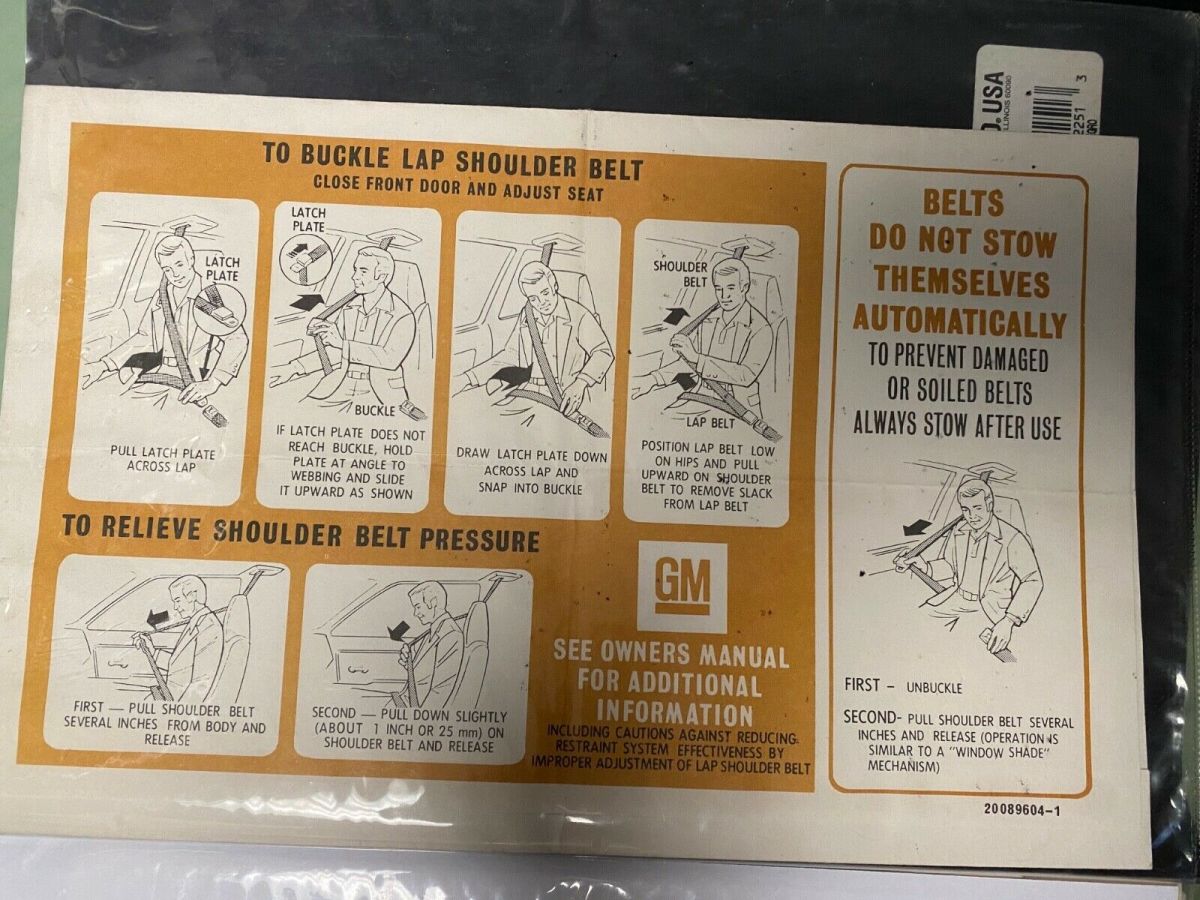 TO BUCKLE LAP SHOULDER BELT
CLOSE FRONT DOOR AND ADJUST SEAT
LATCH
PLATE
PULL LATCH PLATE
ACROSS LAP
LATCH
PLATE
BUCKLE
IF LATCH PLATE DOES NOT
REACH BUCKLE, HOLD
PLATE AT ANGLE TO
WEBBING AND SLIDE
IT UPWARD AS SHOWN
DRAW LATCH PLATE DOWN
ACROSS LAP AND
SNAP INTO BUCKLE
SHOULDER
BELT
LAP BELT
POSITION LAP BELT LOW
ON HIPS AND PULL
UPWARD ON SHOULDER
BELT TO REMOVE SLACK
FROM LAP BELT
TO RELIEVE SHOULDER BELT PRESSURE
FIRST — PULL SHOULDER BELT
SEVERAL INCHES FROM BODY AND
RELEASE
SECOND — PULL DOWN SLIGHTLY
(ABOUT 1 INCH OR 25 mm) ON
SHOULDER BELT AND RELEASE
GM
SEE OWNERS MANUAL
FOR ADDITIONAL
INFORMATION
INCLUDING CAUTIONS AGAINST REDUCING
RESTRAINT SYSTEM EFFECTIVENESS BY
IMPROPER ADJUSTMENT OF LAP SHOULDER BELT
BELTS
DO NOT STOW
THEMSELVES
AUTOMATICALLY
TO PREVENT DAMAGED
OR SOILED BELTS
ALWAYS STOW AFTER USE
FIRST - UNBUCKLE
SECOND- PULL SHOULDER BELT SEVERAL
INCHES AND RELEASE (OPERATION IS
SIMILAR TO A "WINDOW SHADE"
MECHANISM)
20089604-1
USA
ILLINOIS 60090
2251
3